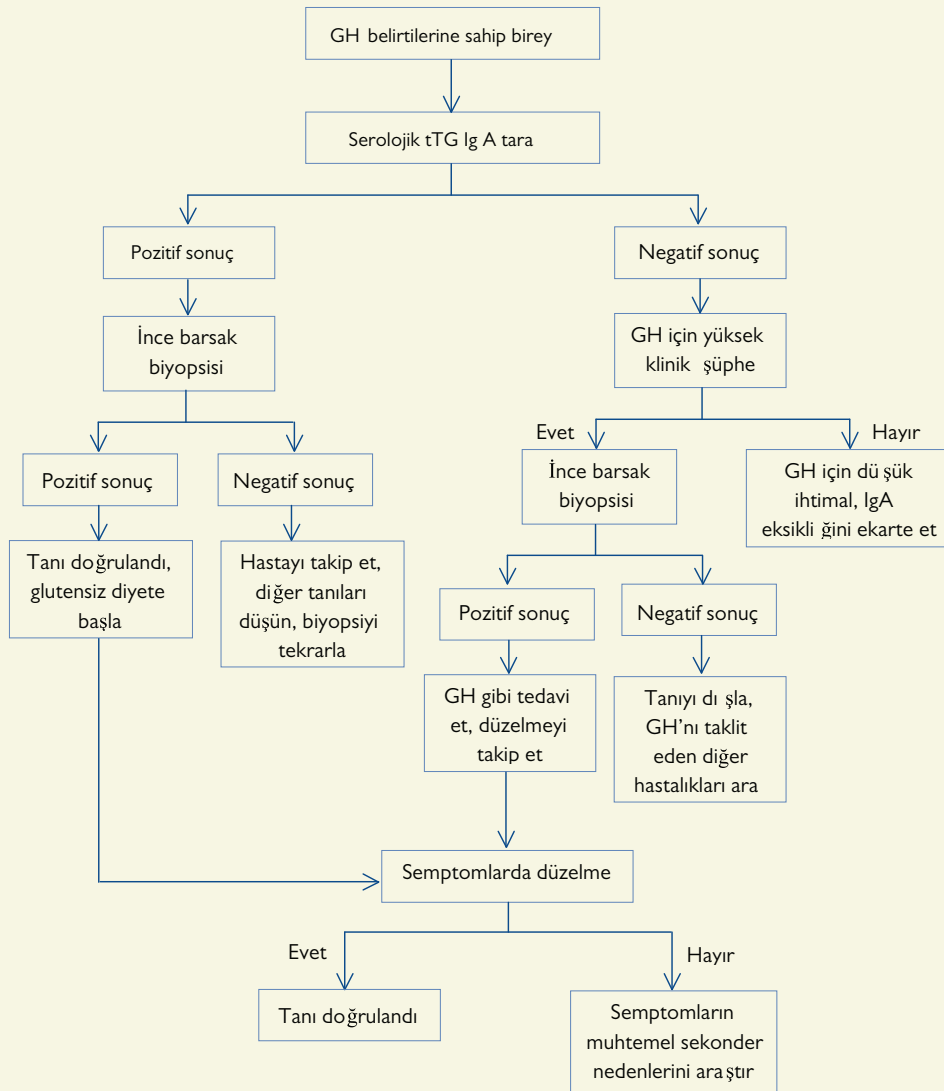 GH belirtilerine sahip birey
Serolojik tTG Ig A tara
Pozitif sonuç
Negatif sonuç
İnce barsak
biyopsisi
GH için yüksek
klinik şüphe
Evet
Hayır
Pozitif sonuç
Negatif sonuç
İnce barsak
biyopsisi
GH için dü şük
ihtimal, IgA
eksikli ğini ekarte et
Tanı doğrulandı,
glutensiz diyete
başla
Hastayı takip et,
diğer tanıları
düşün, biyopsiyi
tekrarla
Pozitif sonuç
Negatif sonuç
GH gibi tedavi
et, düzelmeyi
takip et
Tanıyı dı şla,
GH’nı taklit
eden diğer
hastalıkları ara
Semptomlarda düzelme
Evet
Hayır
Tanı doğrulandı
Semptomların
muhtemel sekonder
nedenlerini araştır